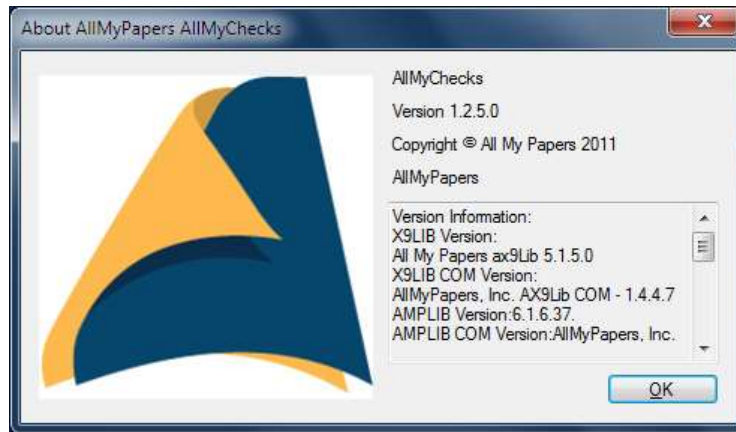 About AllMyPapers AllMyChecks
AllMyChecks
Version 1.2.5.0
Copyright © All My Papers 2011
AllMyPapers
Version Information:
X9LIB Version:
All My Papers ax9Lib 5.1.5.0
X9LIB COM Version:
AllMyPapers, Inc. AX9Lib COM - 1.4.4.7
AMPLIB Version:6.1.6.37.
AMPLIB COM Version:AllMyPapers, Inc.
OK